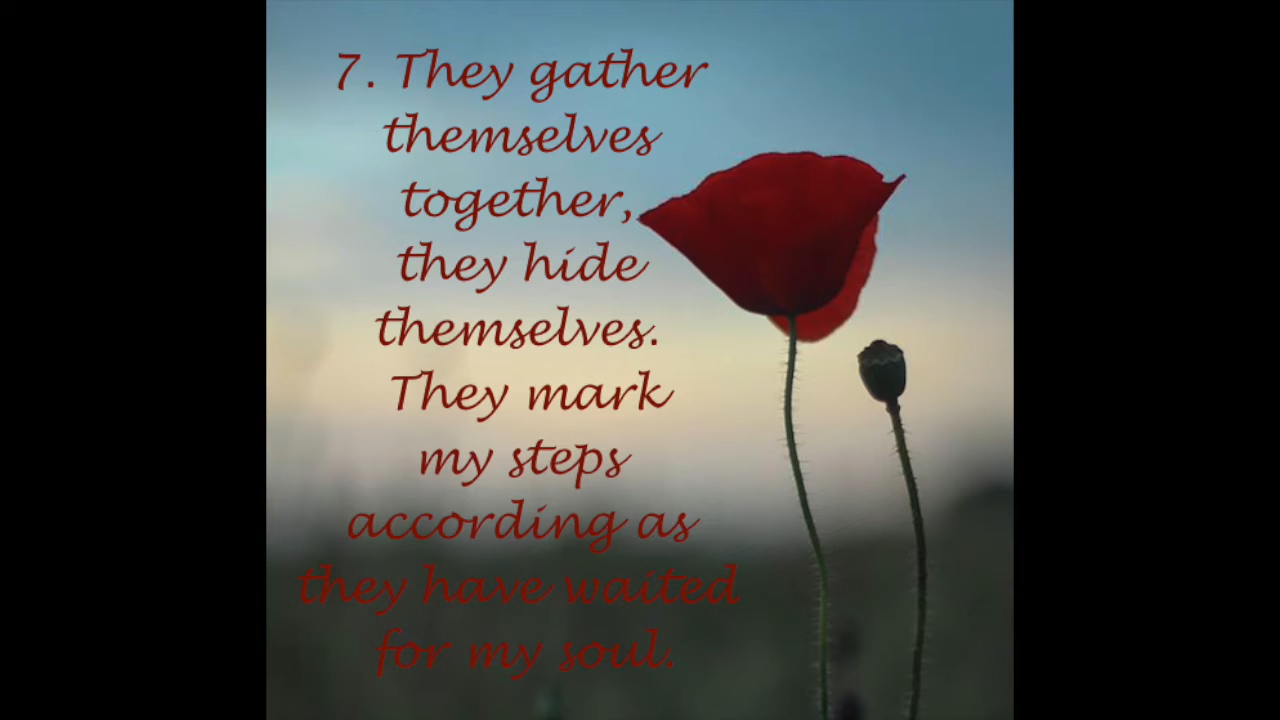 7. They gather
themselves
together,
they hide
themselves.
They mark
my steps
according as
they have waited
for my soul.